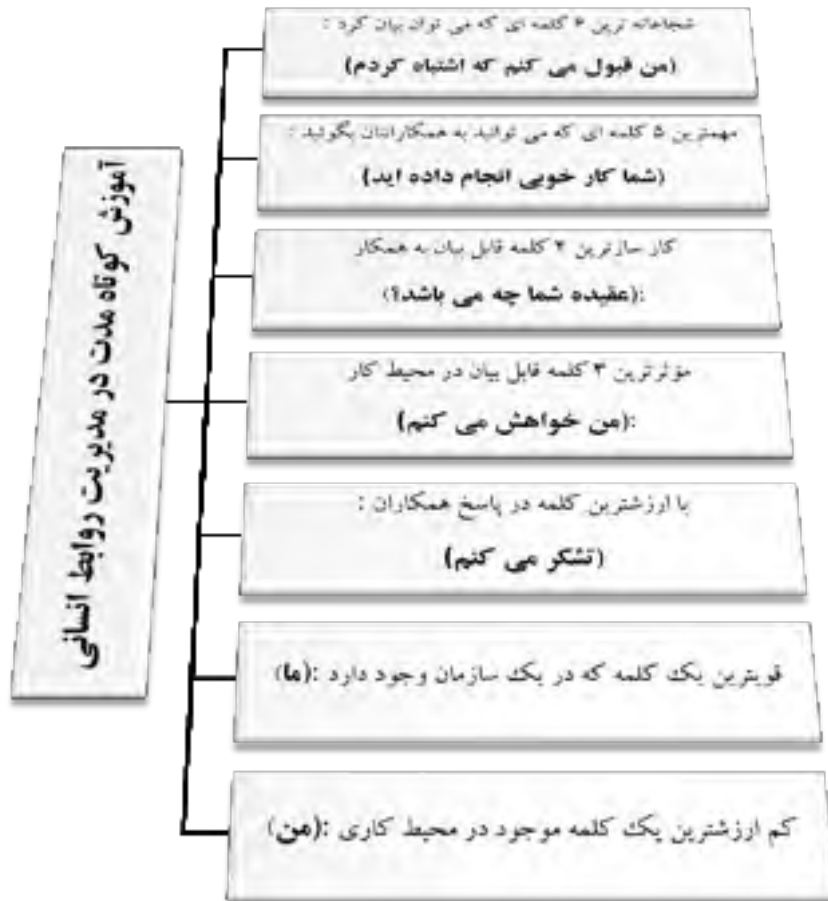 آموزش کوتاه مدت در مدیریت روابط انسانی
شجاعانه ترین ۶ کلمه ای که می توان بیان کرد :
(من قبول می کنم که اشتباه کردم)
مهمترین ۵ کلمه ای که می توانید به همکارانتان بگوئید :
(شما کار خوبی انجام داده اید)
کار سازترین ۴ کلمه قابل بیان به همکار
:(عقیده شما چه می باشد؟)
مؤثرترین ۳ کلمه قابل بیان در محیط کار
:(من خواهش می کنم)
با ارزشترین کلمه در پاسخ همکاران :
(تشکر می کنم)
قویترین یک کلمه که در یک سازمان وجود دارد :(ما)
کم ارزشترین یک کلمه موجود در محیط کاری :(من)